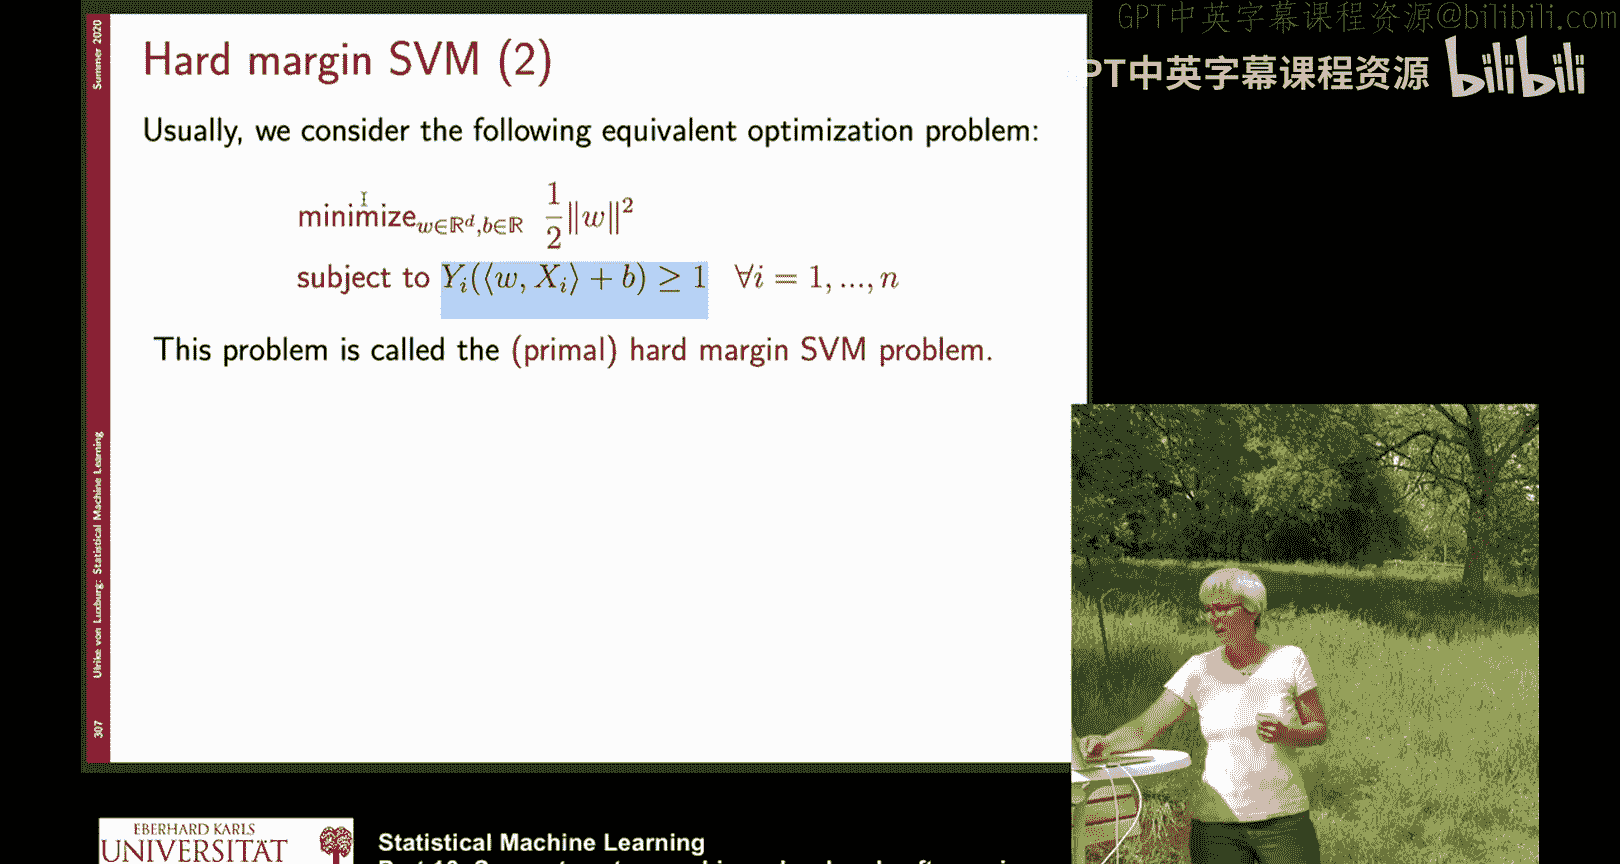 GPT中英字幕课程资源@bilibili.com
PT中英字幕课程资源 bilibili
Summer 2020
Hard margin SVM (2)
Usually, we consider the following equivalent optimization problem:
minimize_{w∈ℝ^d, b∈ℝ} 1/2 ‖w‖²
subject to Y_i(⟨w, X_i⟩ + b) ≥ 1 ∀i = 1, ..., n
This problem is called the (primal) hard margin SVM problem.
Ulrike von Luxburg: Statistical Machine Learning
307
EBERHARD KARLS
UNIVERSITÄT
Statistical Machine Learning